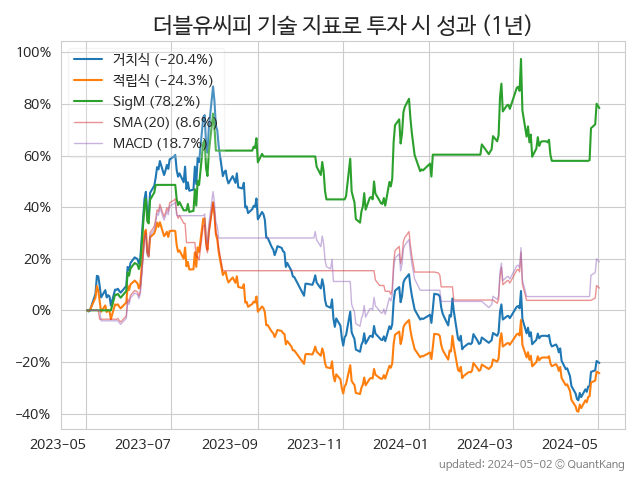 더블유씨피 기술 지표로 투자 시 성과 (1년)
거치식 (−20.4%)
적립식 (−24.3%)
SigM (78.2%)
SMA(20) (8.6%)
MACD (18.7%)
100%
80%
60%
40%
20%
0%
−20%
−40%
2023-05
2023-07
2023-09
2023-11
2024-01
2024-03
2024-05
updated: 2024-05-02 © QuantKang